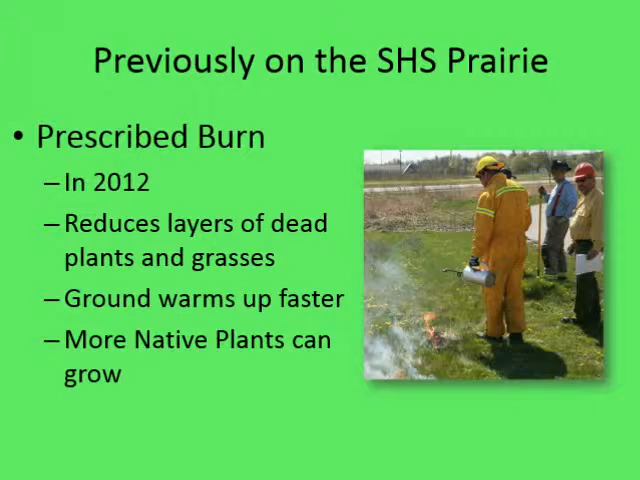 Previously on the SHS Prairie
• Prescribed Burn
–In 2012
–Reduces layers of dead
plants and grasses
–Ground warms up faster
–More Native Plants can
grow